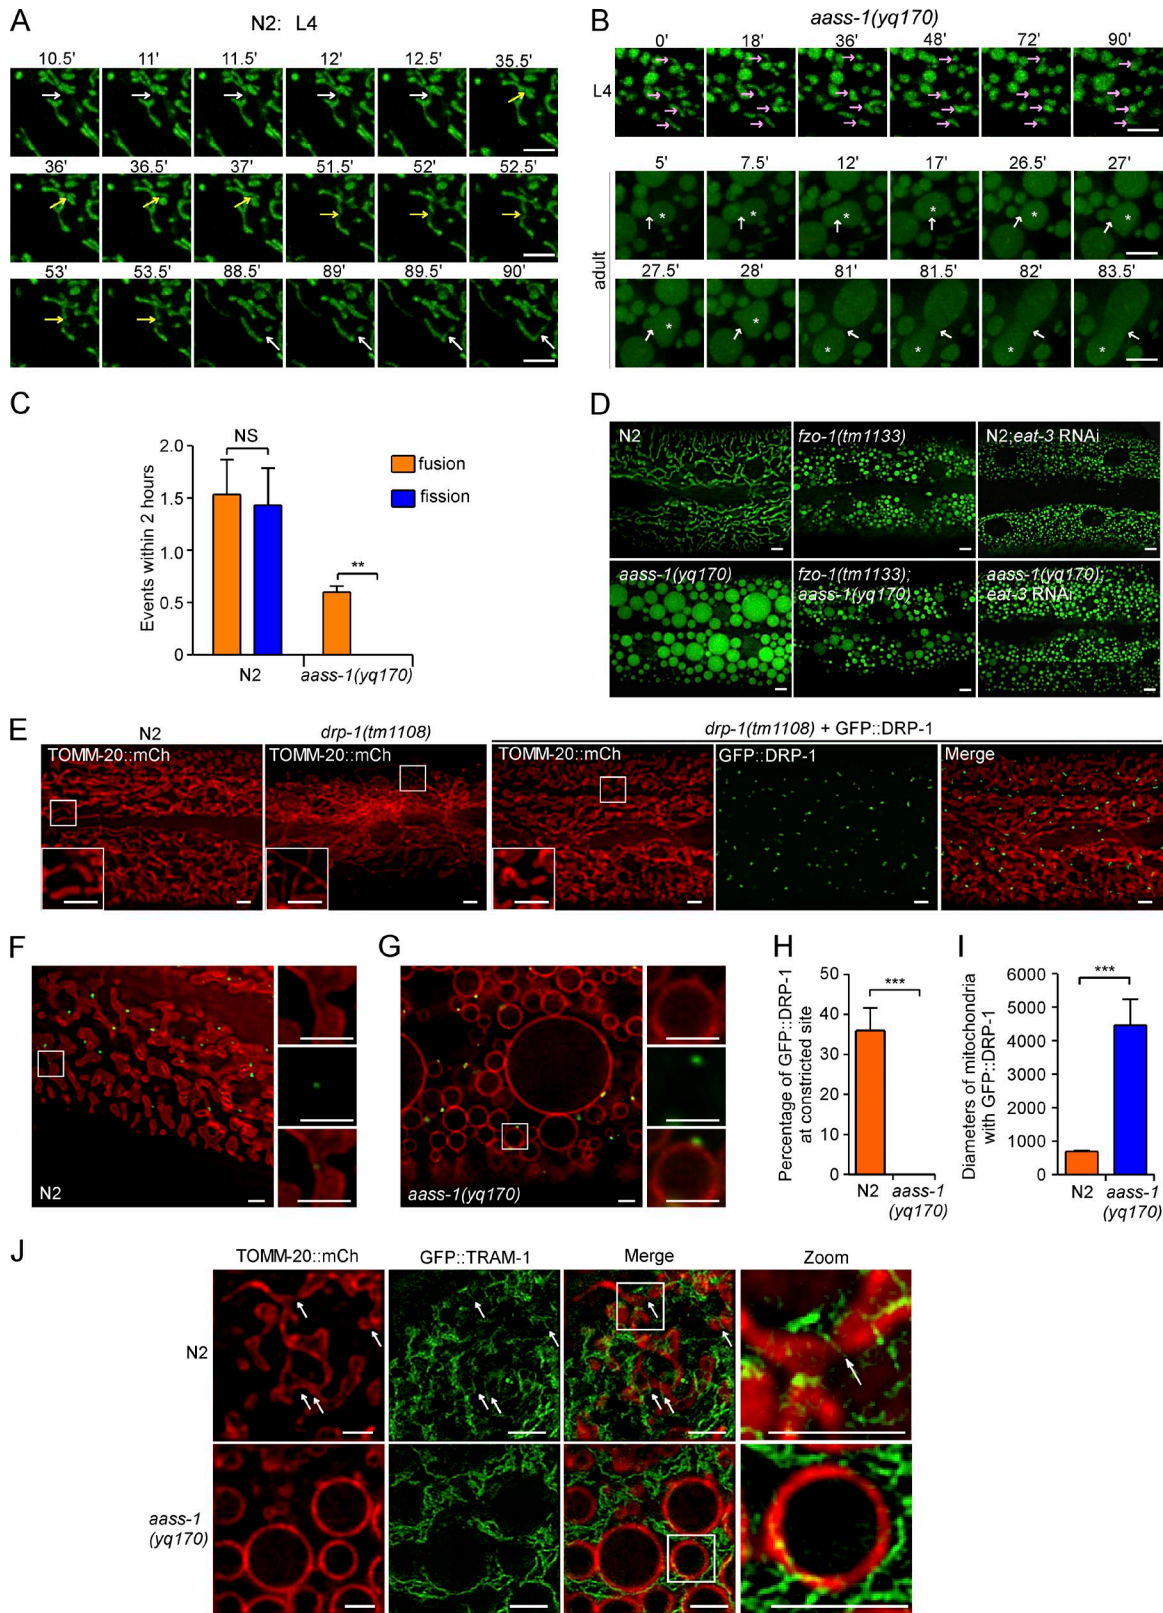 A
N2: L4
10.5' 11' 11.5' 12' 12.5' 35.5'
36' 36.5' 37' 51.5' 52' 52.5'
53' 53.5' 88.5' 89' 89.5' 90'
B
aass-1(yq170)
0' 18' 36' 48' 72' 90'
L4
5' 7.5' 12' 17' 26.5' 27'
* * * * * *
adult
27.5' 28' 81' 81.5' 82' 83.5'
* * * * * *
C
Events within 2 hours
2.0
1.5
1.0
0.5
0
NS
**
fusion
fission
N2 aass-1(yq170)
D
N2 fzo-1(tm1133) N2;eat-3 RNAi
aass-1(yq170) fzo-1(tm1133); aass-1(yq170);
aass-1(yq170) eat-3 RNAi
E
N2 drp-1(tm1108) drp-1(tm1108) + GFP::DRP-1
TOMM-20::mCh TOMM-20::mCh TOMM-20::mCh GFP::DRP-1 Merge
F
N2
G
aass-1(yq170)
H
Percentage of GFP::DRP-1
at constricted site
50
40
30
20
10
0
***
N2 aass-1
(yq170)
I
Diameters of mitochondria
with GFP::DRP-1
6000
5000
4000
3000
2000
1000
0
***
N2 aass-1
(yq170)
J
TOMM-20::mCh GFP::TRAM-1 Merge Zoom
N2
aass-1
(yq170)